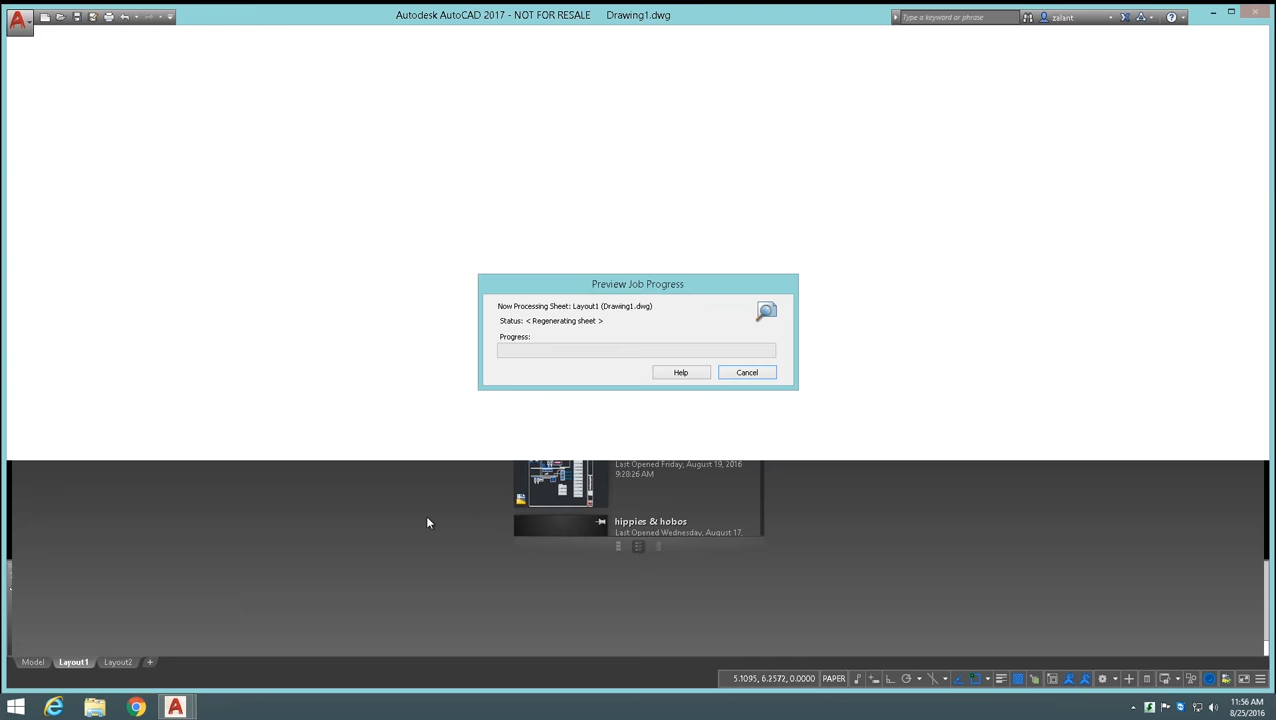 Autodesk AutoCAD 2017 - NOT FOR RESALE Drawing1.dwg
Type a keyword or phrase
zalant
Preview Job Progress
Now Processing Sheet: Layout1 (Drawing1.dwg)
Status: < Regenerating sheet >
Progress:
Help Cancel
Last Opened Friday, August 19, 2016
9:28:26 AM
hippies & hobos
Last Opened Wednesday, August 17,
Model Layout1 Layout2 +
5.1095, 6.2572, 0.0000 PAPER
11:56 AM
8/25/2016